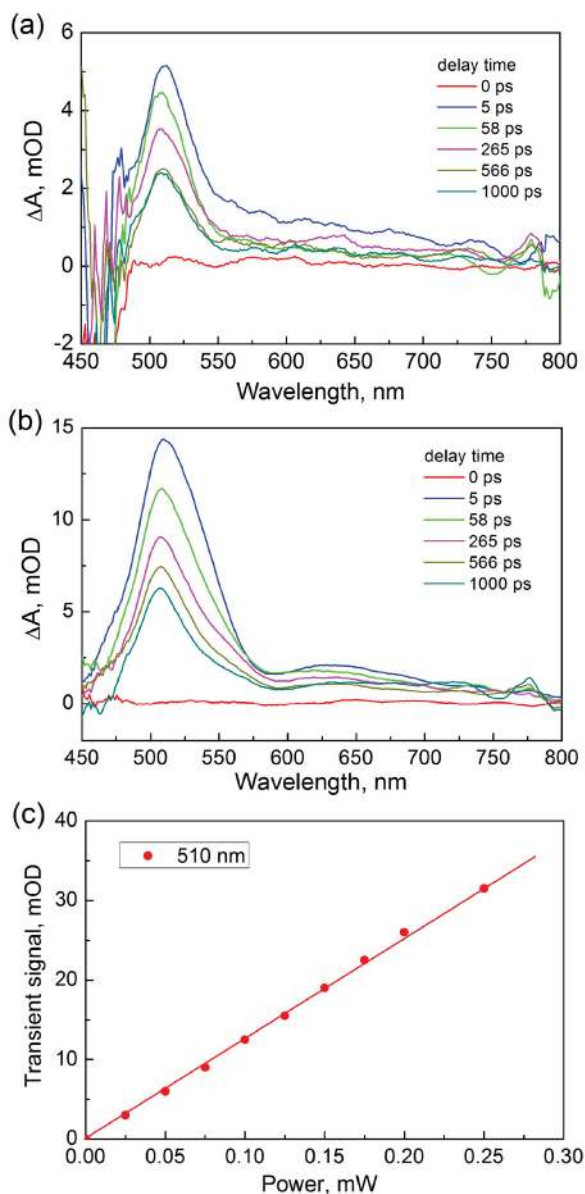 (a)
6
4
2
0
-2
ΔA, mOD
delay time
0 ps
5 ps
58 ps
265 ps
566 ps
1000 ps
450 500 550 600 650 700 750 800
Wavelength, nm
(b)
15
10
5
0
ΔA, mOD
delay time
0 ps
5 ps
58 ps
265 ps
566 ps
1000 ps
450 500 550 600 650 700 750 800
Wavelength, nm
(c)
40
30
20
10
0
Transient signal, mOD
510 nm
0.00 0.05 0.10 0.15 0.20 0.25 0.30
Power, mW